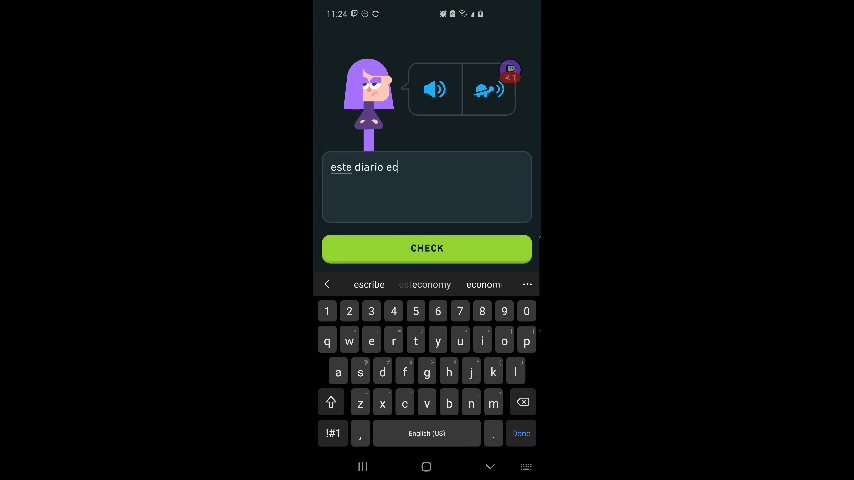 11:24
este diario ec
CHECK
escribe economy econom
1 2 3 4 5 6 7 8 9 0
q w e r t y u i o p
a s d f g h j k l
z x c v b n m
!#1 , English (US) . Done